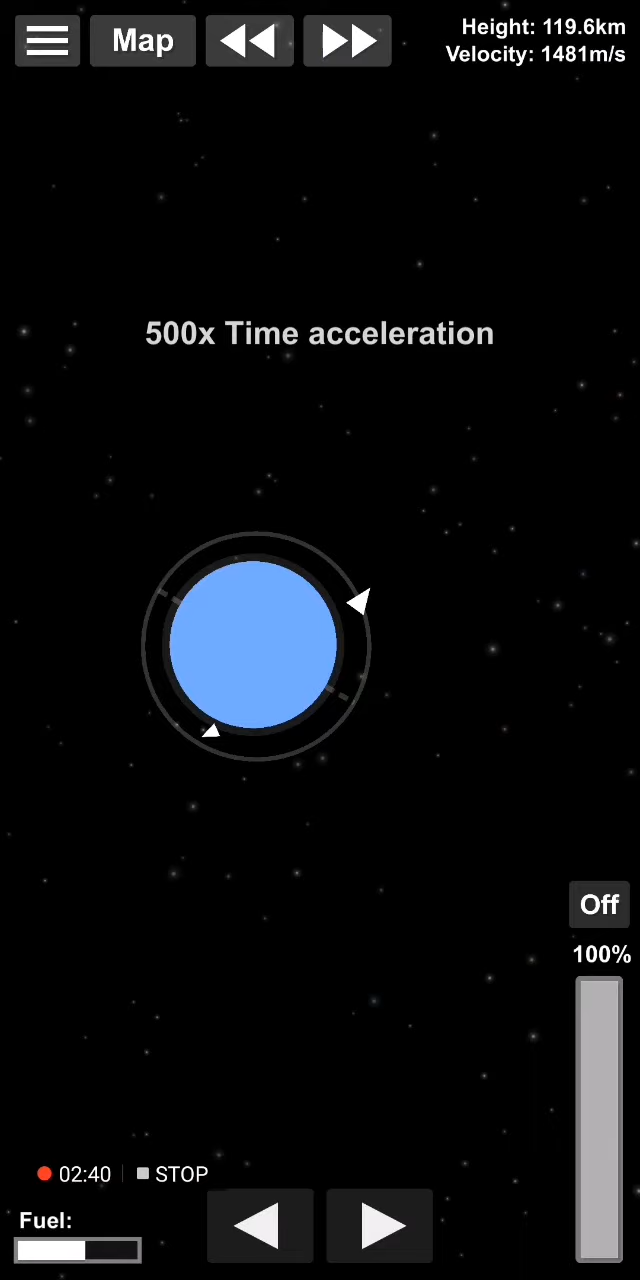 Map
Height: 119.6km
Velocity: 1481m/s
500x Time acceleration
Off
100%
02:40 STOP
Fuel: